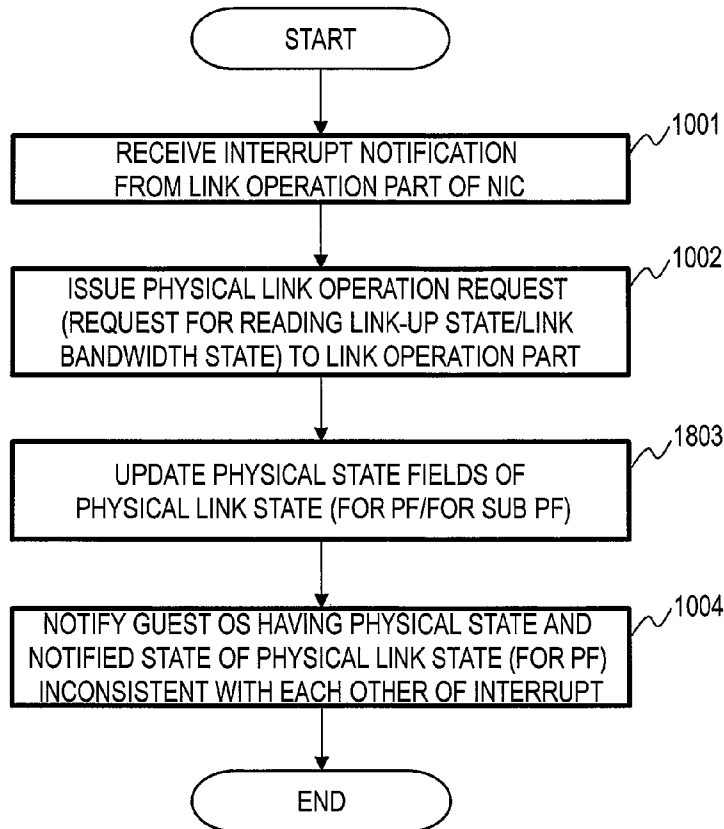 START
1001
RECEIVE INTERRUPT NOTIFICATION
FROM LINK OPERATION PART OF NIC
1002
ISSUE PHYSICAL LINK OPERATION REQUEST
(REQUEST FOR READING LINK-UP STATE/LINK
BANDWIDTH STATE) TO LINK OPERATION PART
1803
UPDATE PHYSICAL STATE FIELDS OF
PHYSICAL LINK STATE (FOR PF/FOR SUB PF)
1004
NOTIFY GUEST OS HAVING PHYSICAL STATE AND
NOTIFIED STATE OF PHYSICAL LINK STATE (FOR PF)
INCONSISTENT WITH EACH OTHER OF INTERRUPT
END